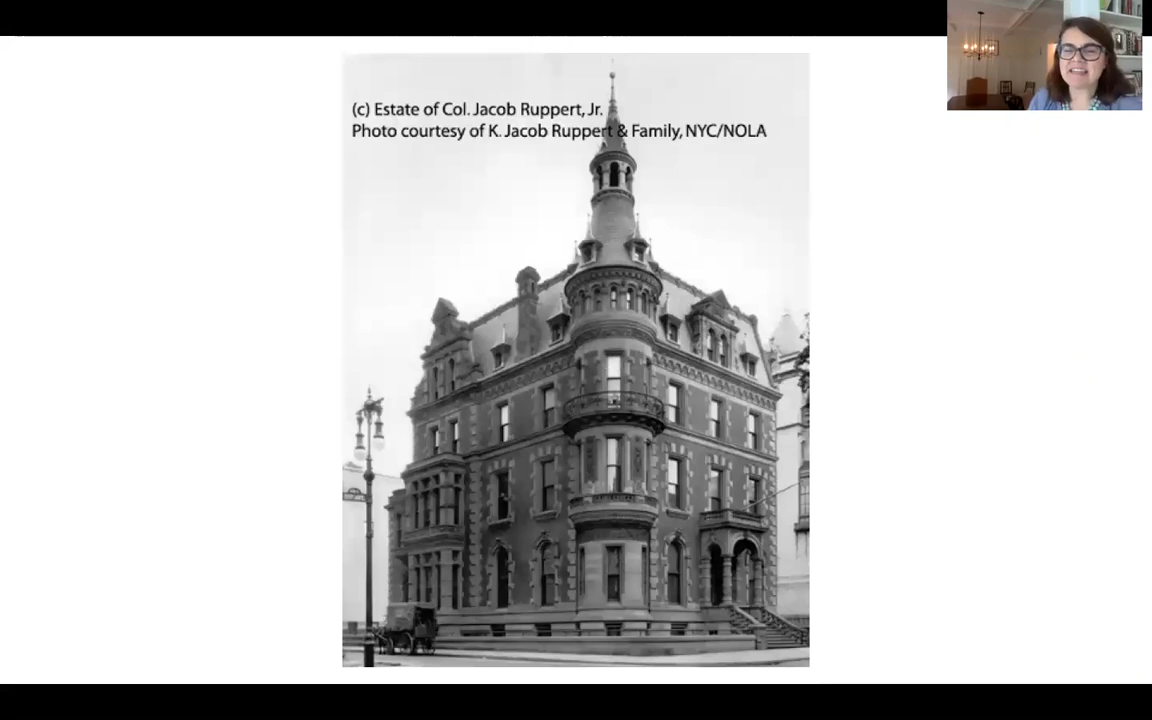 (c) Estate of Col. Jacob Ruppert, Jr.
Photo courtesy of K. Jacob Ruppert & Family, NYC/NOLA